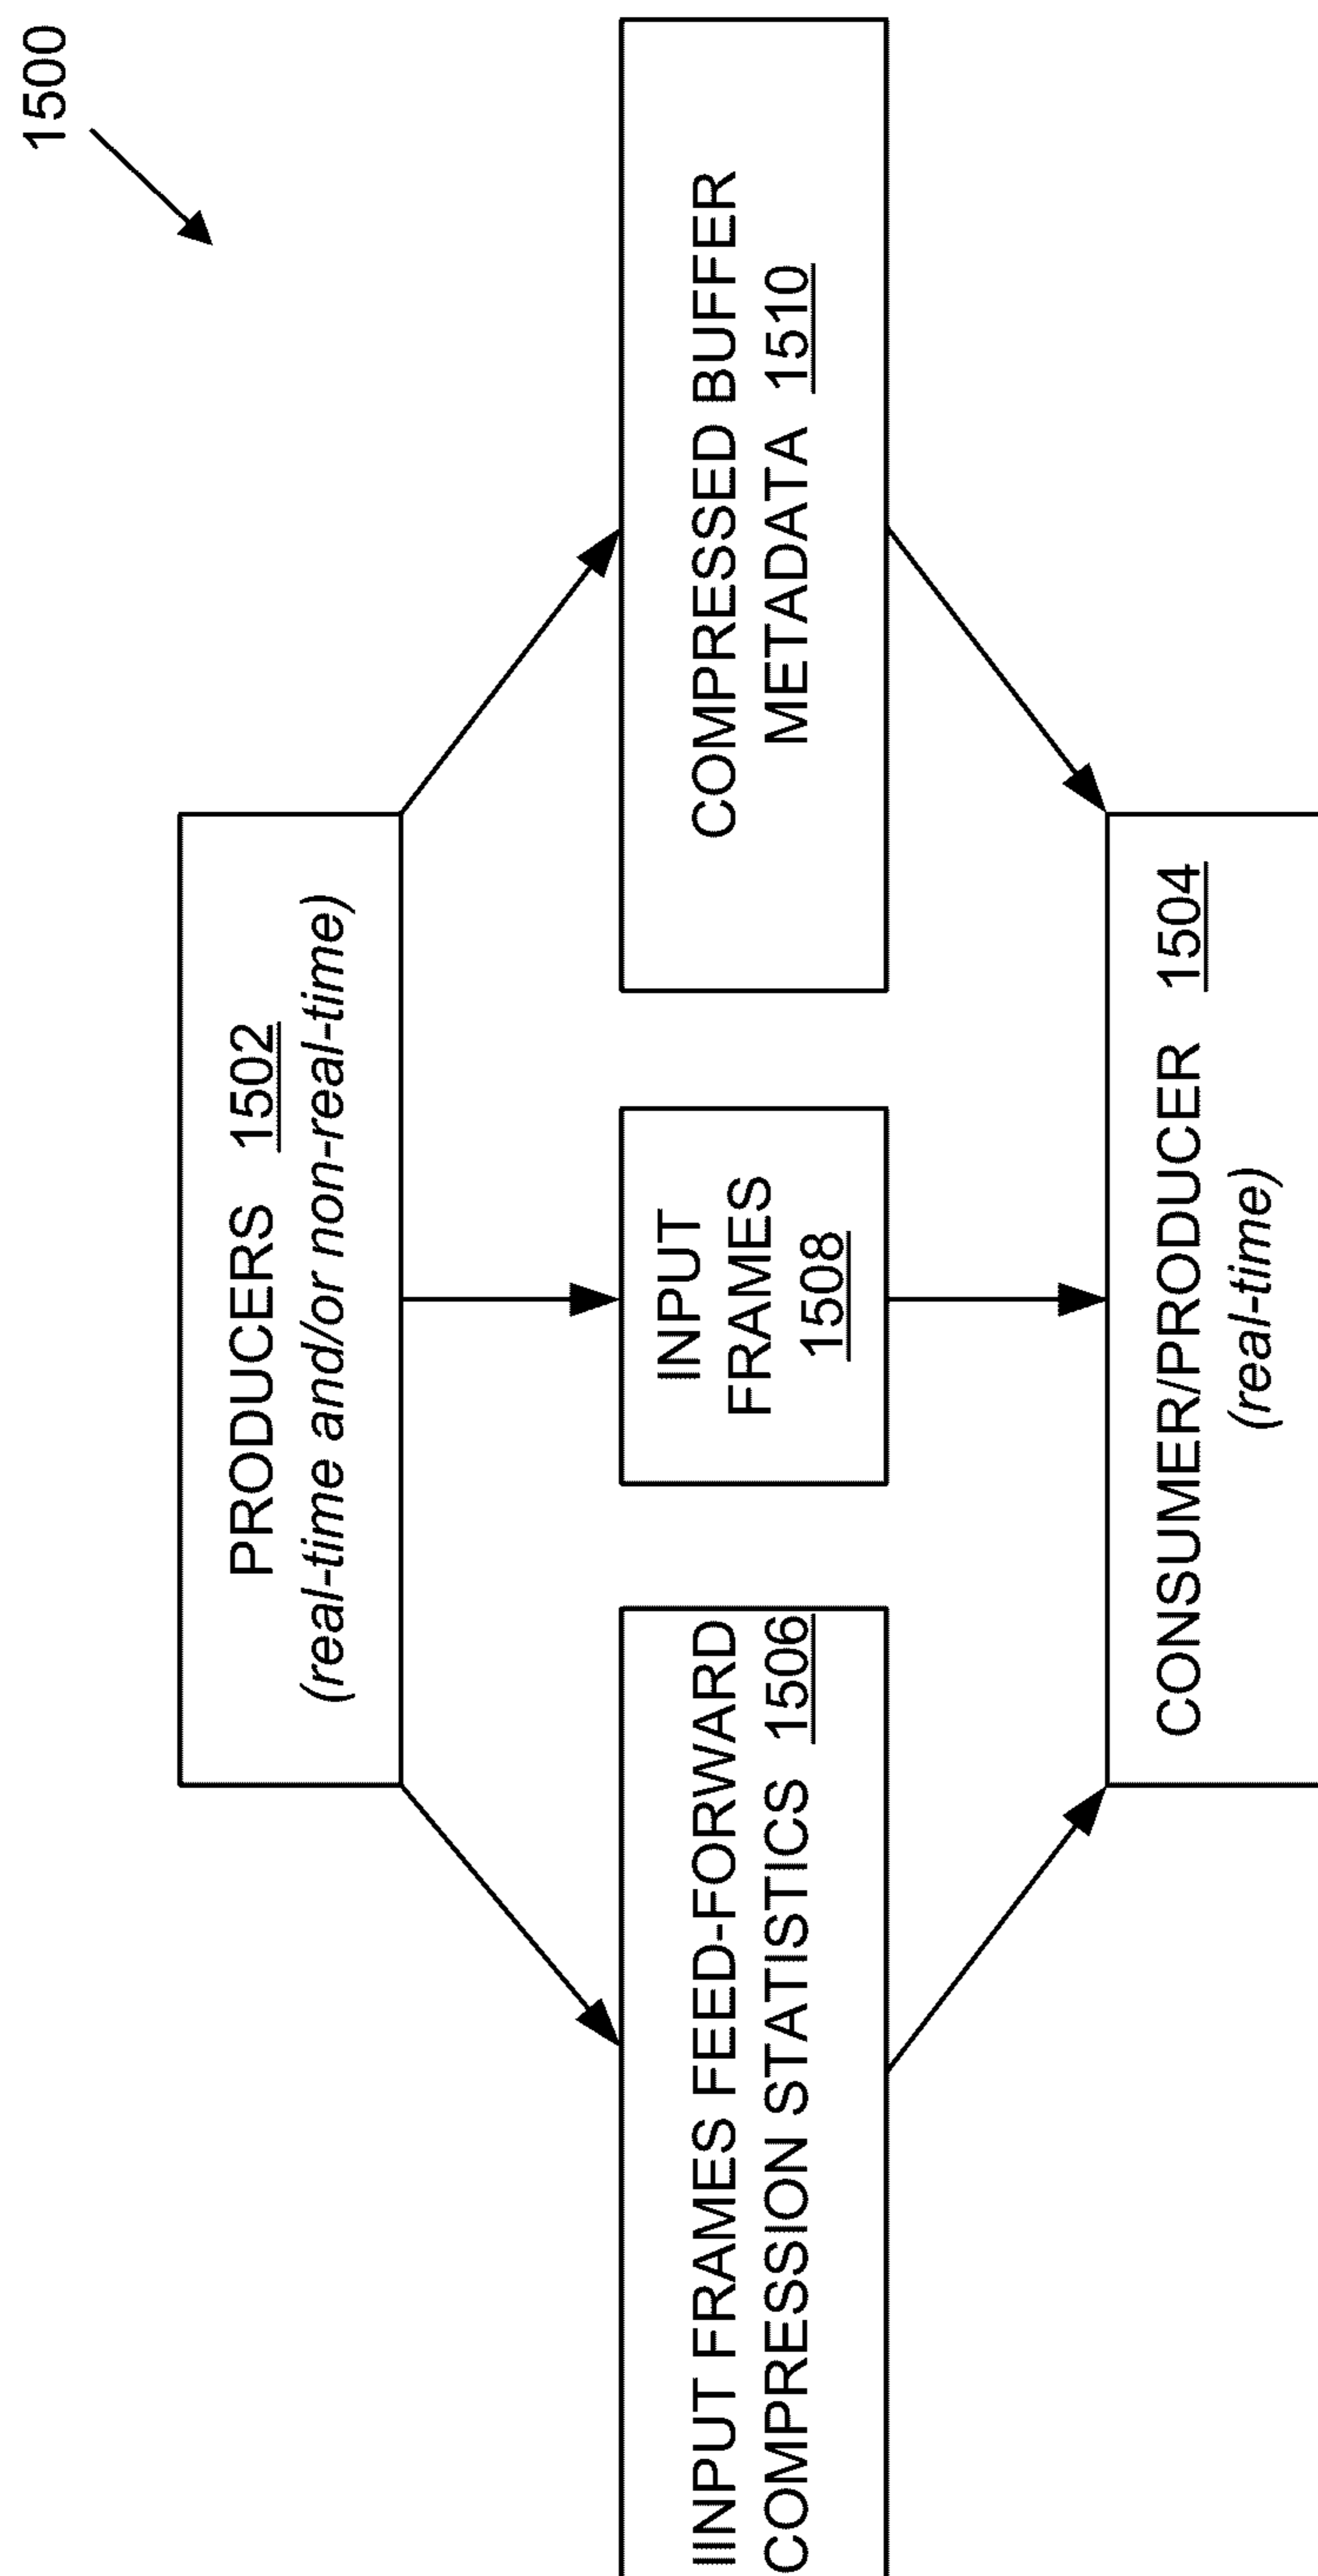 1500
PRODUCERS 1502
(real-time and/or non-real-time)
IINPUT FRAMES FEED-FORWARD
COMPRESSION STATISTICS 1506
INPUT
FRAMES
1508
COMPRESSED BUFFER
METADATA 1510
CONSUMER/PRODUCER 1504
(real-time)